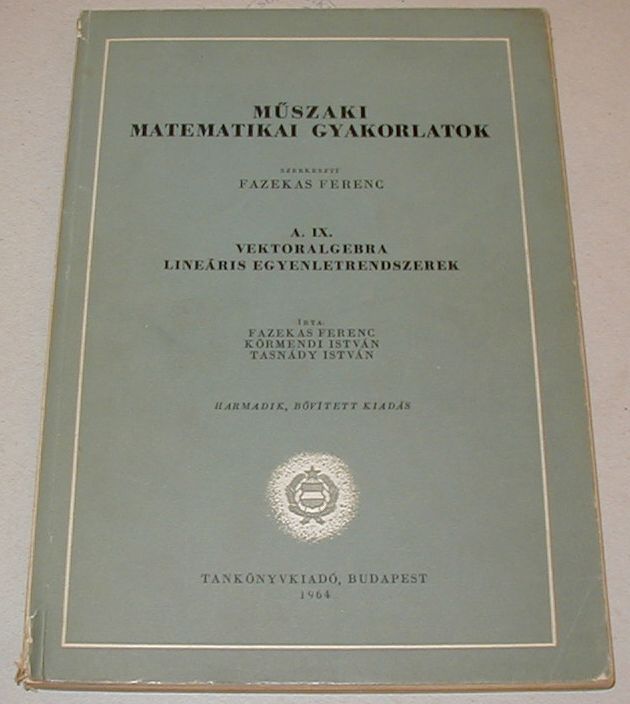 MŰSZAKI
MATEMATIKAI GYAKORLATOK
SZERKESZTI
FAZEKAS FERENC
A. IX.
VEKTORALGEBRA
LINEÁRIS EGYENLETRENDSZEREK
ÍRTA:
FAZEKAS FERENC
KÖRMENDI ISTVÁN
TASNÁDY ISTVÁN
HARMADIK, BŐVÍTETT KIADÁS
TANKÖNYVKIADÓ, BUDAPEST
1964